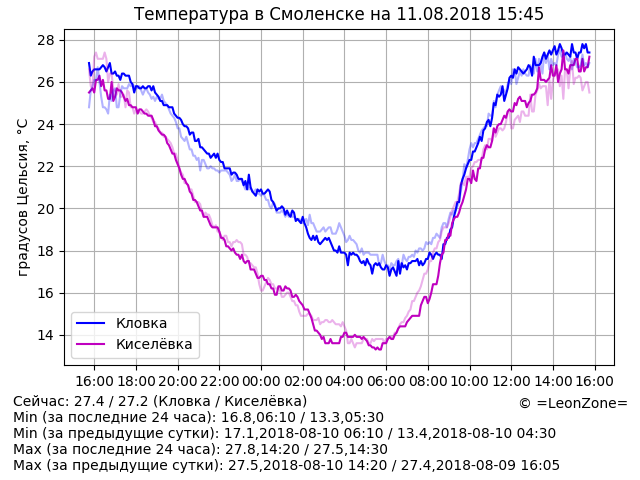 Температура в Смоленске на 11.08.2018 15:45
28
26
24
22
20
18
16
14
градусов Цельсия, °C
Кловка
Киселёвка
16:00 18:00 20:00 22:00 00:00 02:00 04:00 06:00 08:00 10:00 12:00 14:00 16:00
Сейчас: 27.4 / 27.2 (Кловка / Киселёвка)
© =LeonZone=
Min (за последние 24 часа): 16.8,06:10 / 13.3,05:30
Min (за предыдущие сутки): 17.1,2018-08-10 06:10 / 13.4,2018-08-10 04:30
Max (за последние 24 часа): 27.8,14:20 / 27.5,14:30
Max (за предыдущие сутки): 27.5,2018-08-10 14:20 / 27.4,2018-08-09 16:05